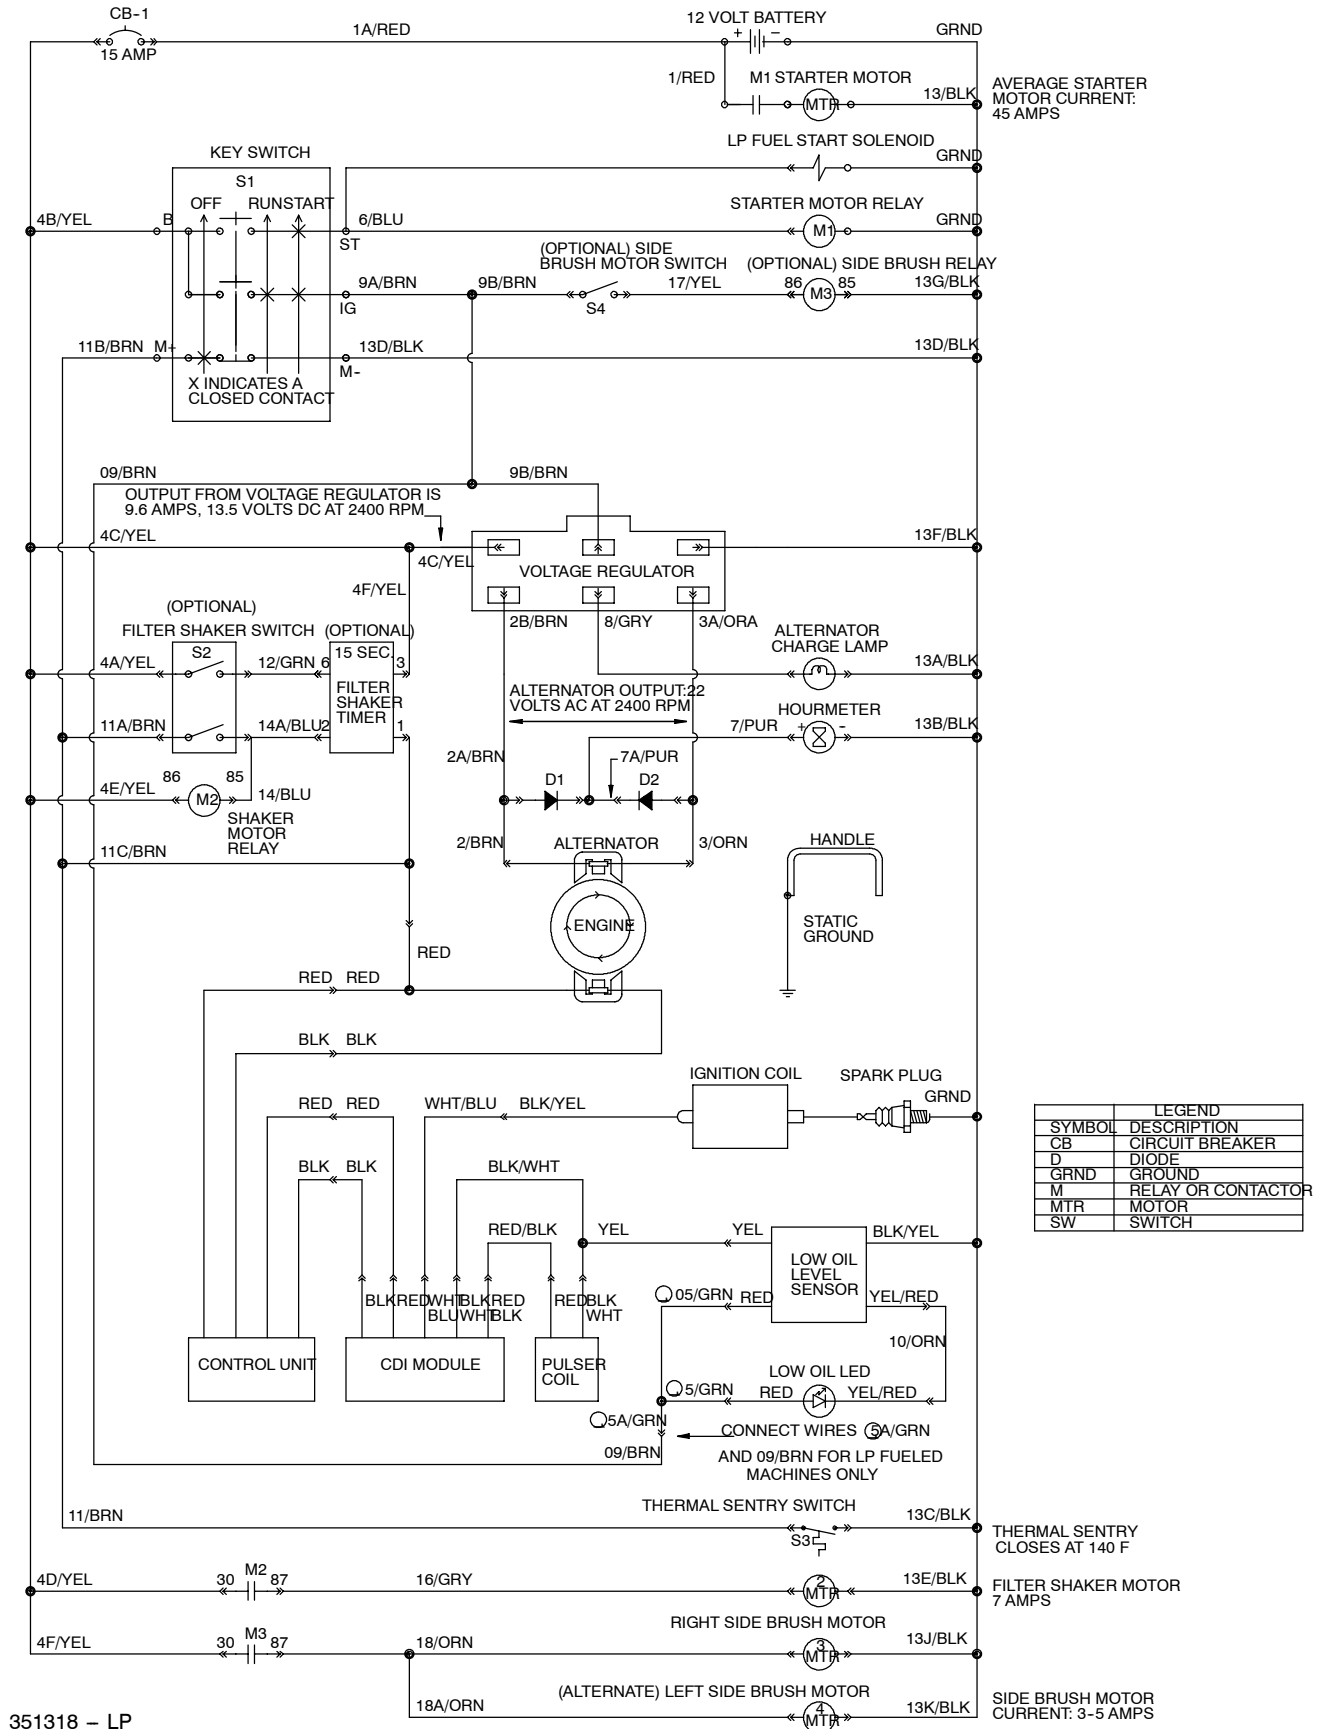 CB-1
15 AMP
1A/RED
12 VOLT BATTERY
+ -
GRND
1/RED
M1 STARTER MOTOR
MTR
13/BLK
AVERAGE STARTER
MOTOR CURRENT:
45 AMPS
LP FUEL START SOLENOID
GRND
KEY SWITCH
S1
OFF RUN START
4B/YEL
B
6/BLU
ST
STARTER MOTOR RELAY
M1
GRND
(OPTIONAL) SIDE
BRUSH MOTOR SWITCH
(OPTIONAL) SIDE BRUSH RELAY
9A/BRN
IG
9B/BRN
S4
17/YEL
86 M3 85
13G/BLK
11B/BRN
M+
13D/BLK
M-
13D/BLK
X INDICATES A
CLOSED CONTACT
09/BRN
9B/BRN
OUTPUT FROM VOLTAGE REGULATOR IS
9.6 AMPS, 13.5 VOLTS DC AT 2400 RPM
4C/YEL
4C/YEL
13F/BLK
VOLTAGE REGULATOR
4F/YEL
(OPTIONAL)
FILTER SHAKER SWITCH
(OPTIONAL)
2B/BRN
8/GRY
3A/ORA
ALTERNATOR
CHARGE LAMP
S2
15 SEC.
4A/YEL
12/GRN
6
3
FILTER
SHAKER
TIMER
13A/BLK
ALTERNATOR OUTPUT:22
VOLTS AC AT 2400 RPM
HOURMETER
11A/BRN
14A/BLU
2
1
7/PUR
+ -
13B/BLK
2A/BRN
7A/PUR
D1
D2
4E/YEL
86 M2 85
14/BLU
SHAKER
MOTOR
RELAY
11C/BRN
2/BRN
ALTERNATOR
3/ORN
HANDLE
ENGINE
STATIC
GROUND
RED
RED RED
BLK BLK
IGNITION COIL
SPARK PLUG
GRND
RED RED
WHT/BLU
BLK/YEL
BLK BLK
BLK/WHT
LEGEND
SYMBOL DESCRIPTION
CB CIRCUIT BREAKER
D DIODE
GRND GROUND
M RELAY OR CONTACTOR
MTR MOTOR
SW SWITCH
RED/BLK
YEL
YEL
BLK/YEL
LOW OIL
LEVEL
SENSOR
BLK RED WHT BLK RED
BLU WHT BLK
RED BLK
WHT
05/GRN
RED
YEL/RED
10/ORN
CONTROL UNIT
CDI MODULE
PULSER
COIL
LOW OIL LED
5/GRN
RED
YEL/RED
5A/GRN
CONNECT WIRES 5A/GRN
AND 09/BRN FOR LP FUELED
MACHINES ONLY
09/BRN
11/BRN
THERMAL SENTRY SWITCH
S3
13C/BLK
THERMAL SENTRY
CLOSES AT 140 F
4D/YEL
30 M2 87
16/GRY
2
MTR
13E/BLK
FILTER SHAKER MOTOR
7 AMPS
RIGHT SIDE BRUSH MOTOR
4F/YEL
30 M3 87
18/ORN
3
MTR
13J/BLK
(ALTERNATE) LEFT SIDE BRUSH MOTOR
18A/ORN
4
MTR
13K/BLK
SIDE BRUSH MOTOR
CURRENT: 3-5 AMPS
351318 – LP